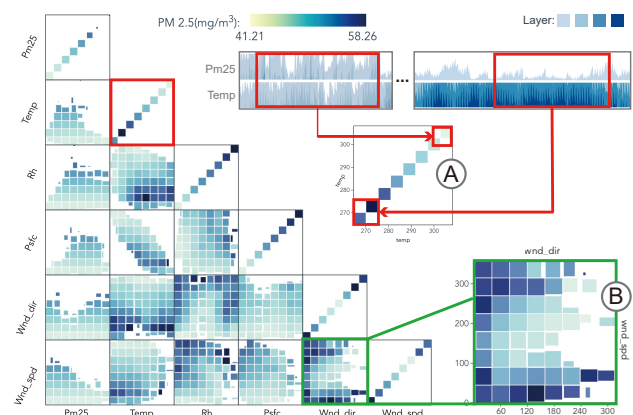 PM 2.5(mg/m³):
41.21 58.26
Layer:
Pm25
Temp
...
Pm25
Temp
Rh
Psfc
Wnd_dir
Wnd_spd
Pm25 Temp Rh Psfc Wnd_dir Wnd_spd
300
290
280
270
temp
270 280 290 300
temp
A
wnd_dir
300
200
100
0
wnd_spd
60 120 180 240 300
B